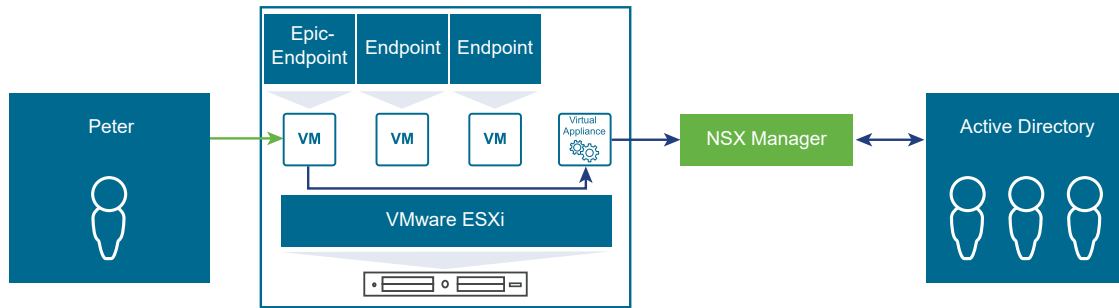 Peter
Epic-
Endpoint
Endpoint
Endpoint
VM
VM
VM
Virtual
Appliance
VMware ESXi
NSX Manager
Active Directory